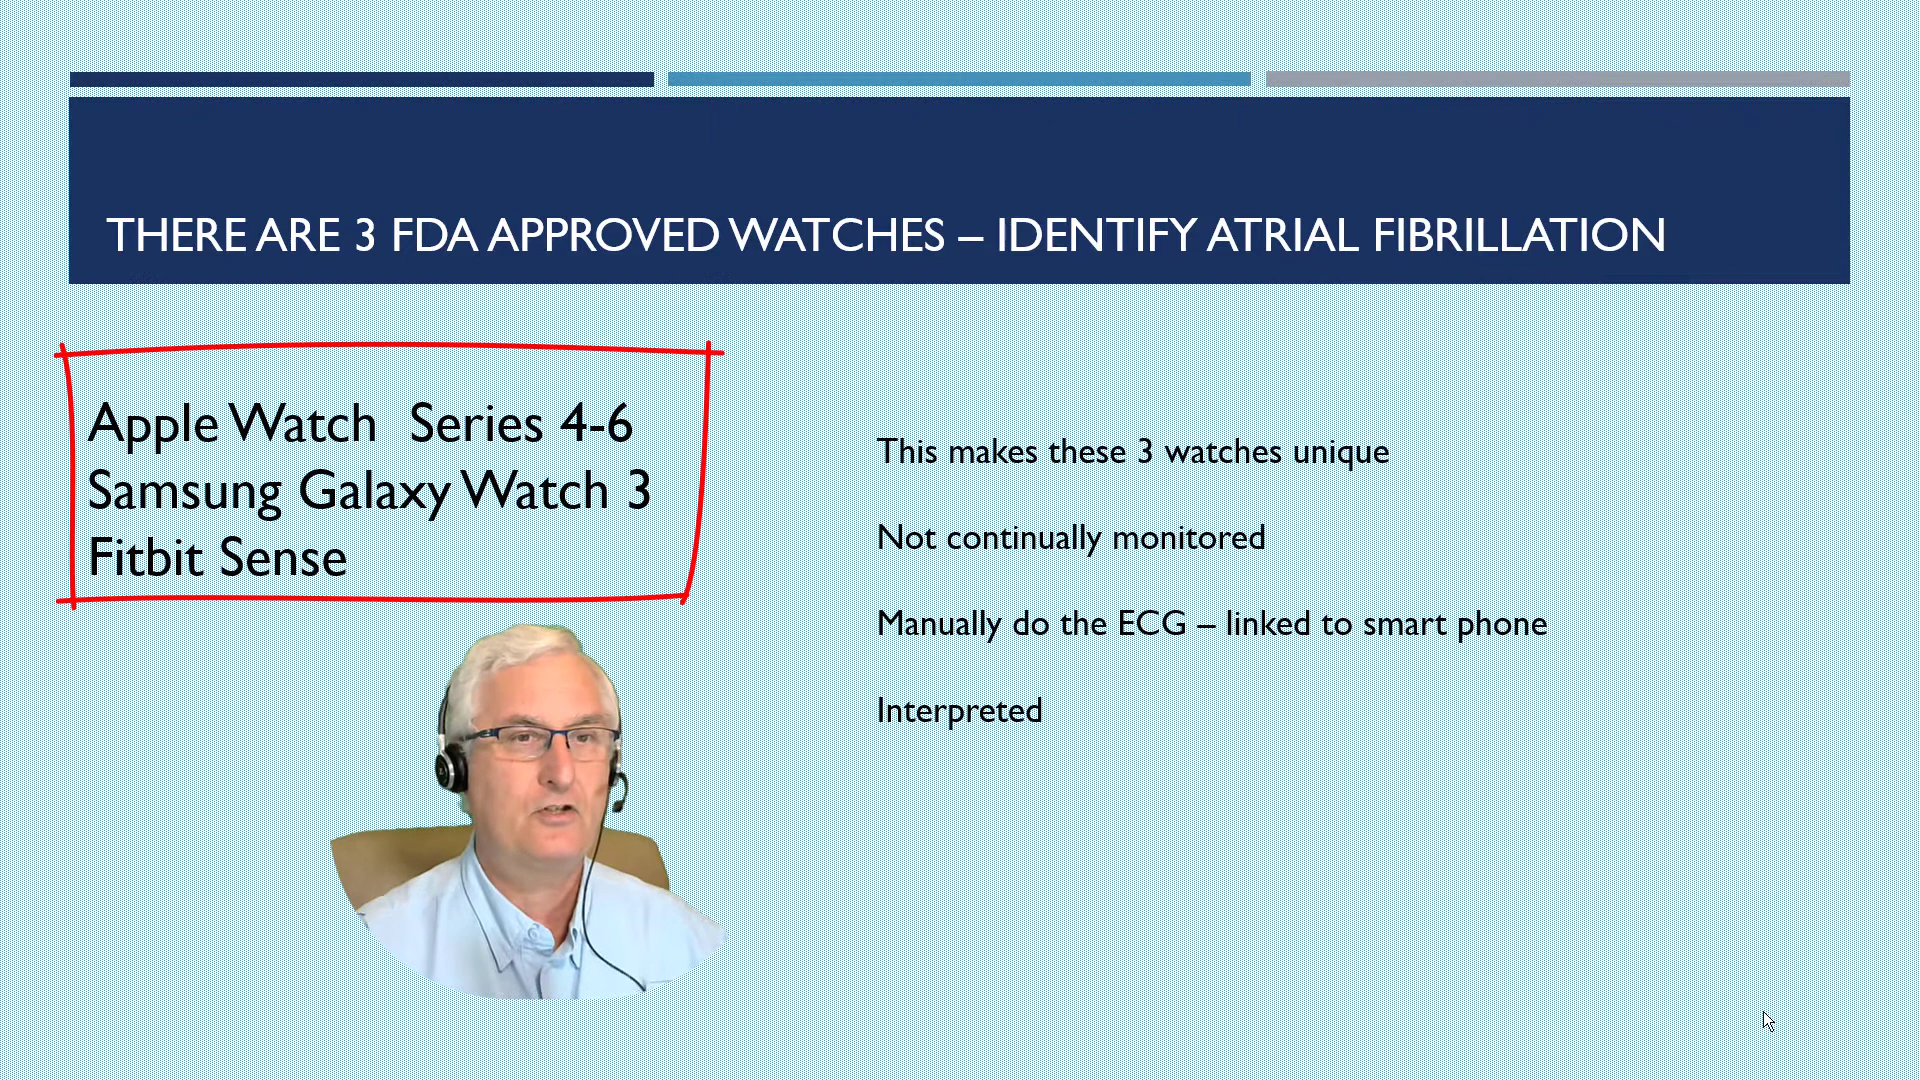 THERE ARE 3 FDA APPROVED WATCHES – IDENTIFY ATRIAL FIBRILLATION
Apple Watch  Series 4-6
Samsung Galaxy Watch 3
Fitbit Sense
This makes these 3 watches unique
Not continually monitored
Manually do the ECG – linked to smart phone
Interpreted